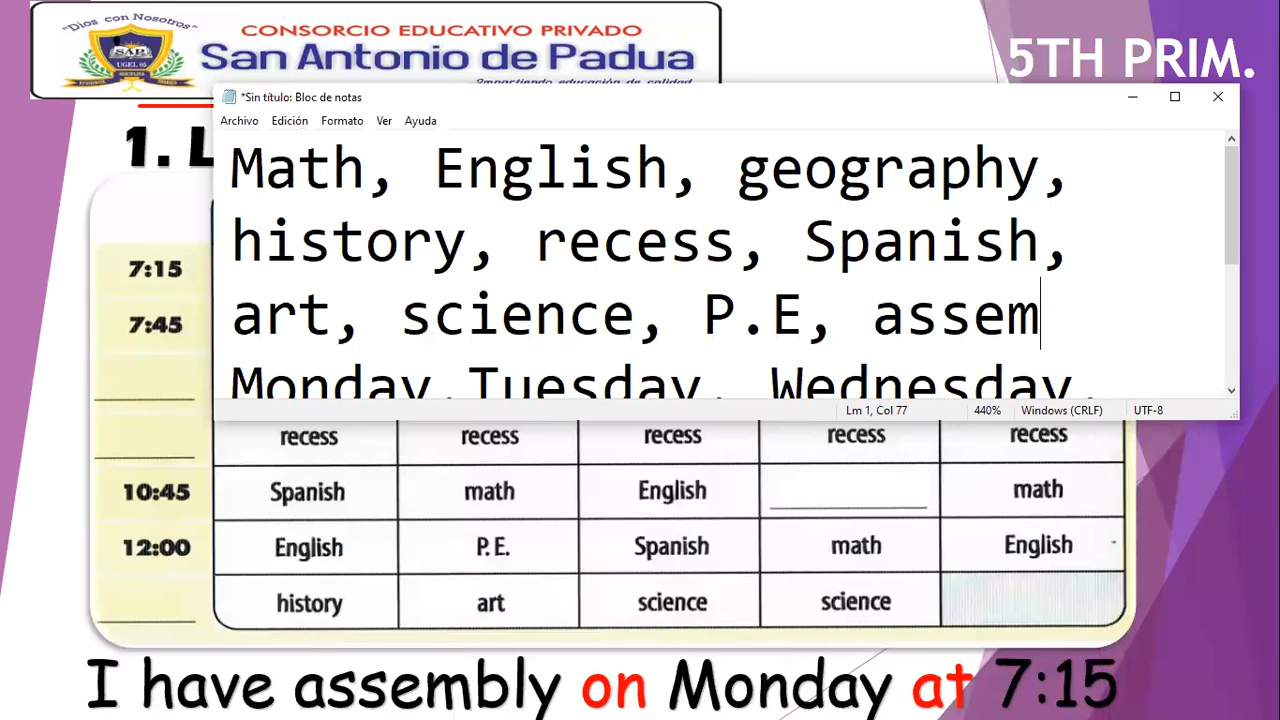 "Dios con Nosotros"
CONSORCIO EDUCATIVO PRIVADO
San Antonio de Padua
"Impartiendo educación de calidad
SAP
UGEL 05
5TH PRIM.
*Sin título: Bloc de notas
Archivo Edición Formato Ver Ayuda
1. L
Math, English, geography,
history, recess, Spanish,
art, science, P.E, assem
Monday,Tuesday, Wednesday,
Lm 1, Col 77 440% Windows (CRLF) UTF-8
7:15
7:45
recess recess recess recess recess
10:45 Spanish math English math
12:00 English P.E. Spanish math English
history art science science
I have assembly on Monday at 7:15